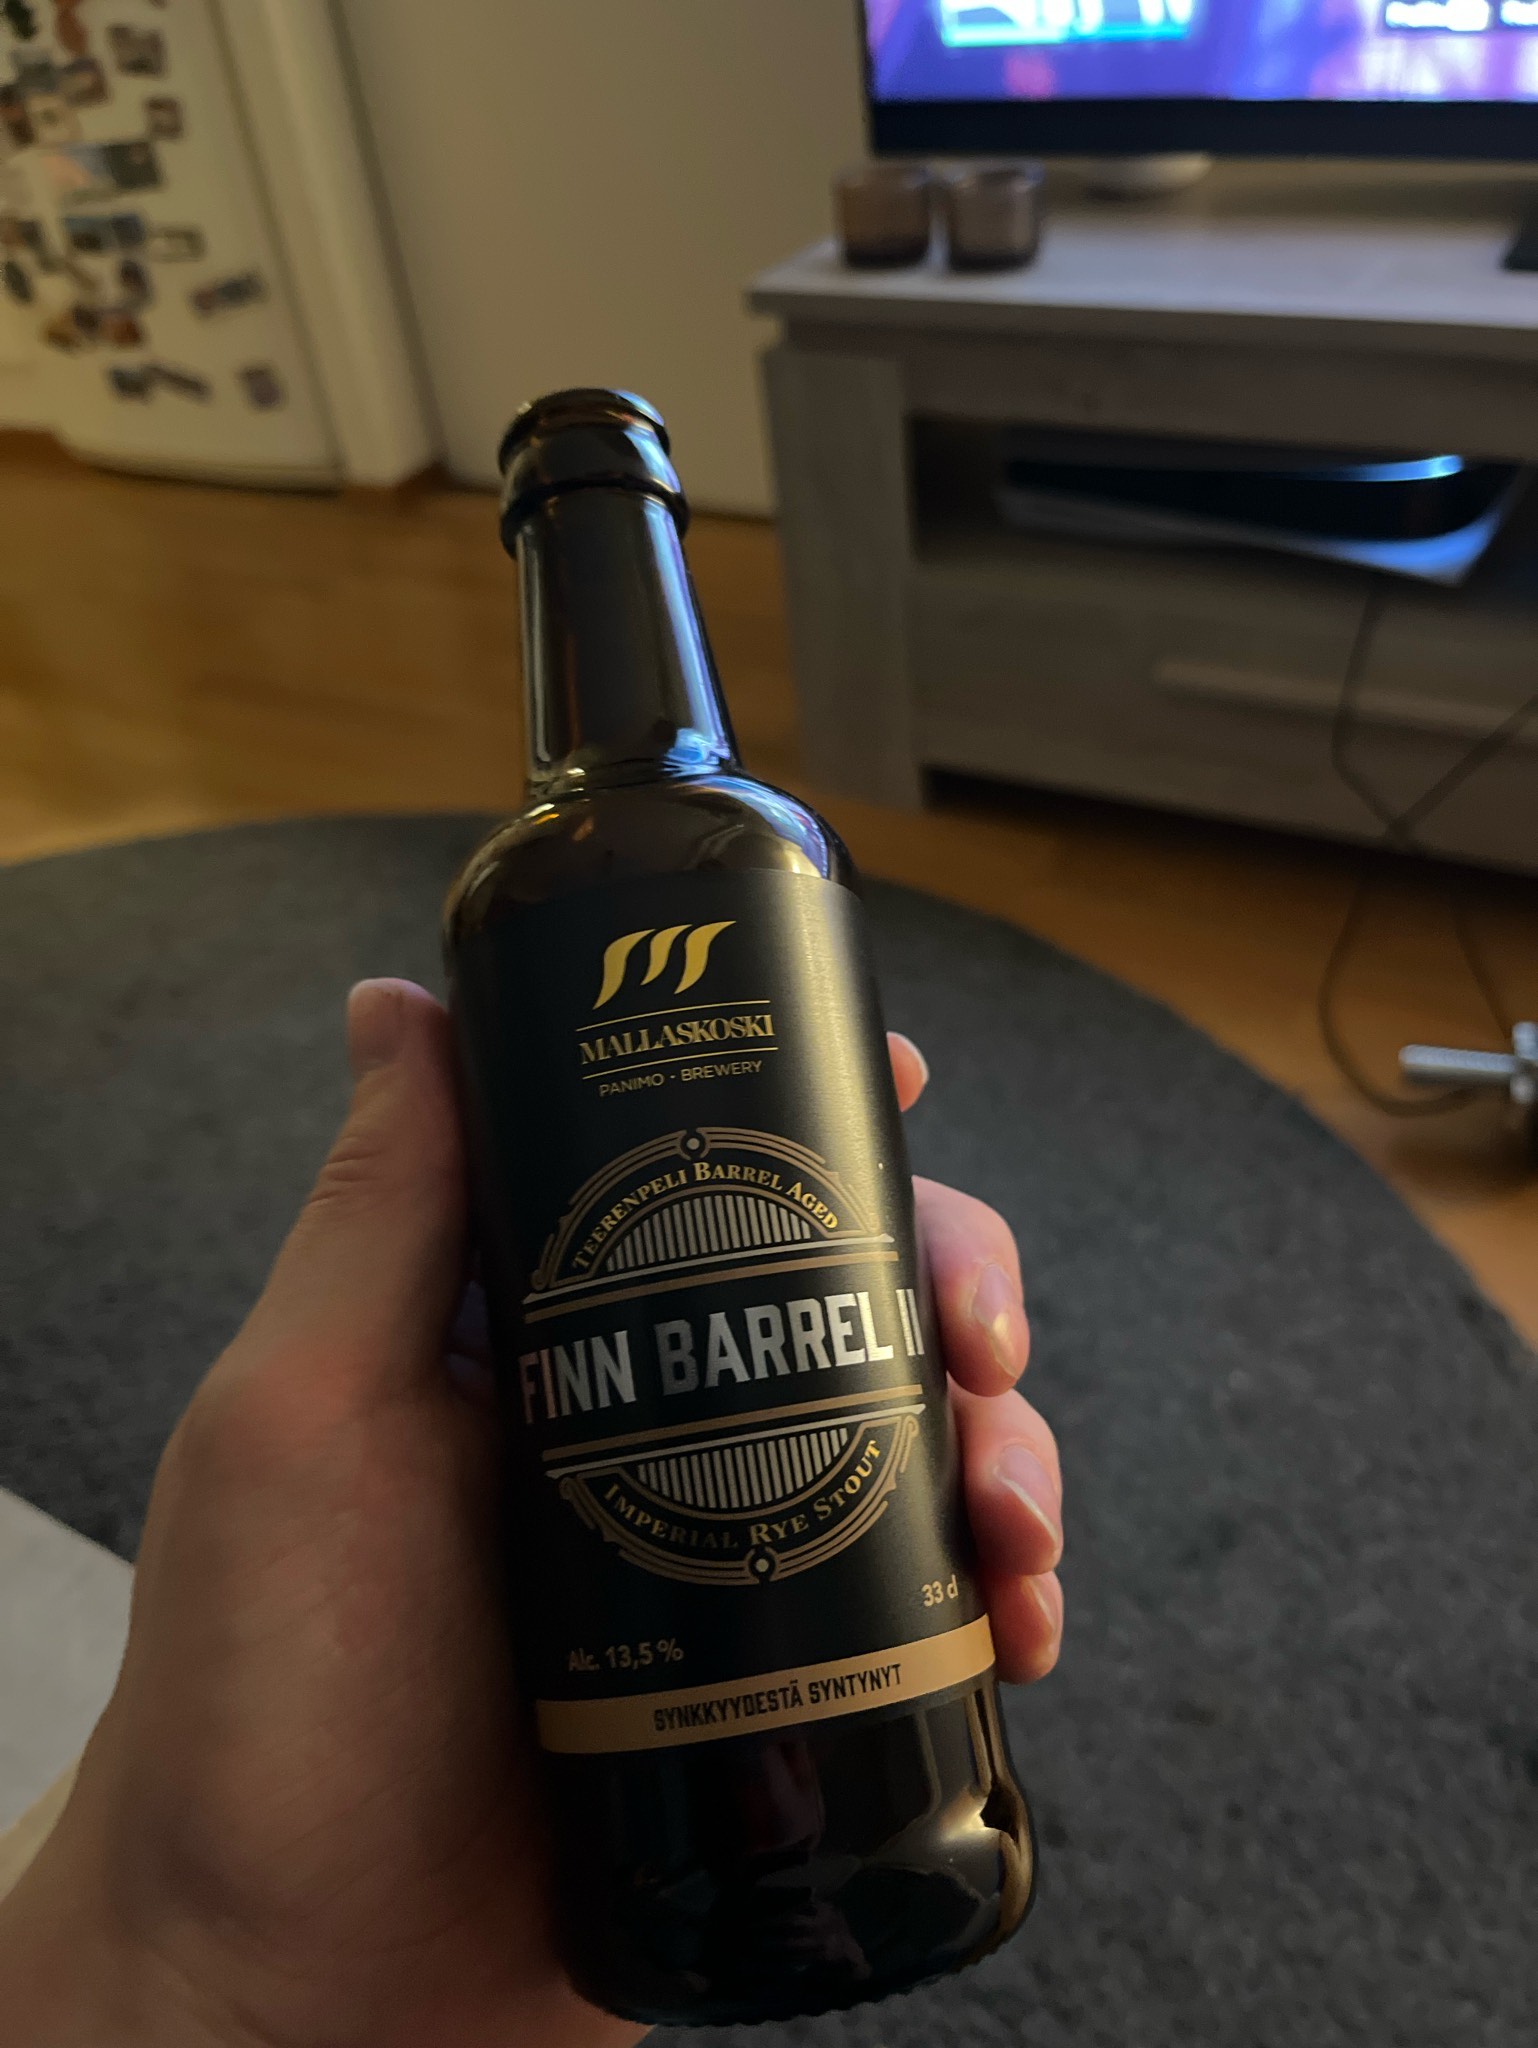 MALLASKOSKI
PANIMO - BREWERY
TEERENPELI BARREL AGED
FINN BARREL II
IMPERIAL RYE STOUT
33 cl
Alc. 13,5 %
SYNKKYYDESTÄ SYNTYNYT